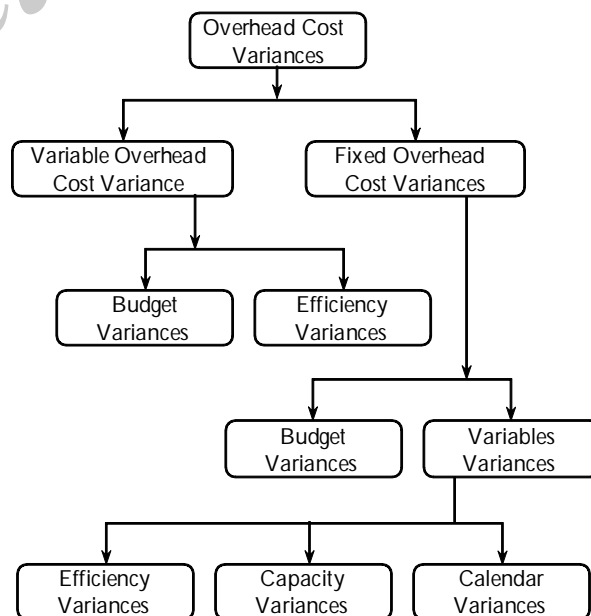 Overhead Cost
Variances
Variable Overhead
Cost Variance
Fixed Overhead
Cost Variances
Budget
Variances
Efficiency
Variances
Budget
Variances
Variables
Variances
Efficiency
Variances
Capacity
Variances
Calendar
Variances